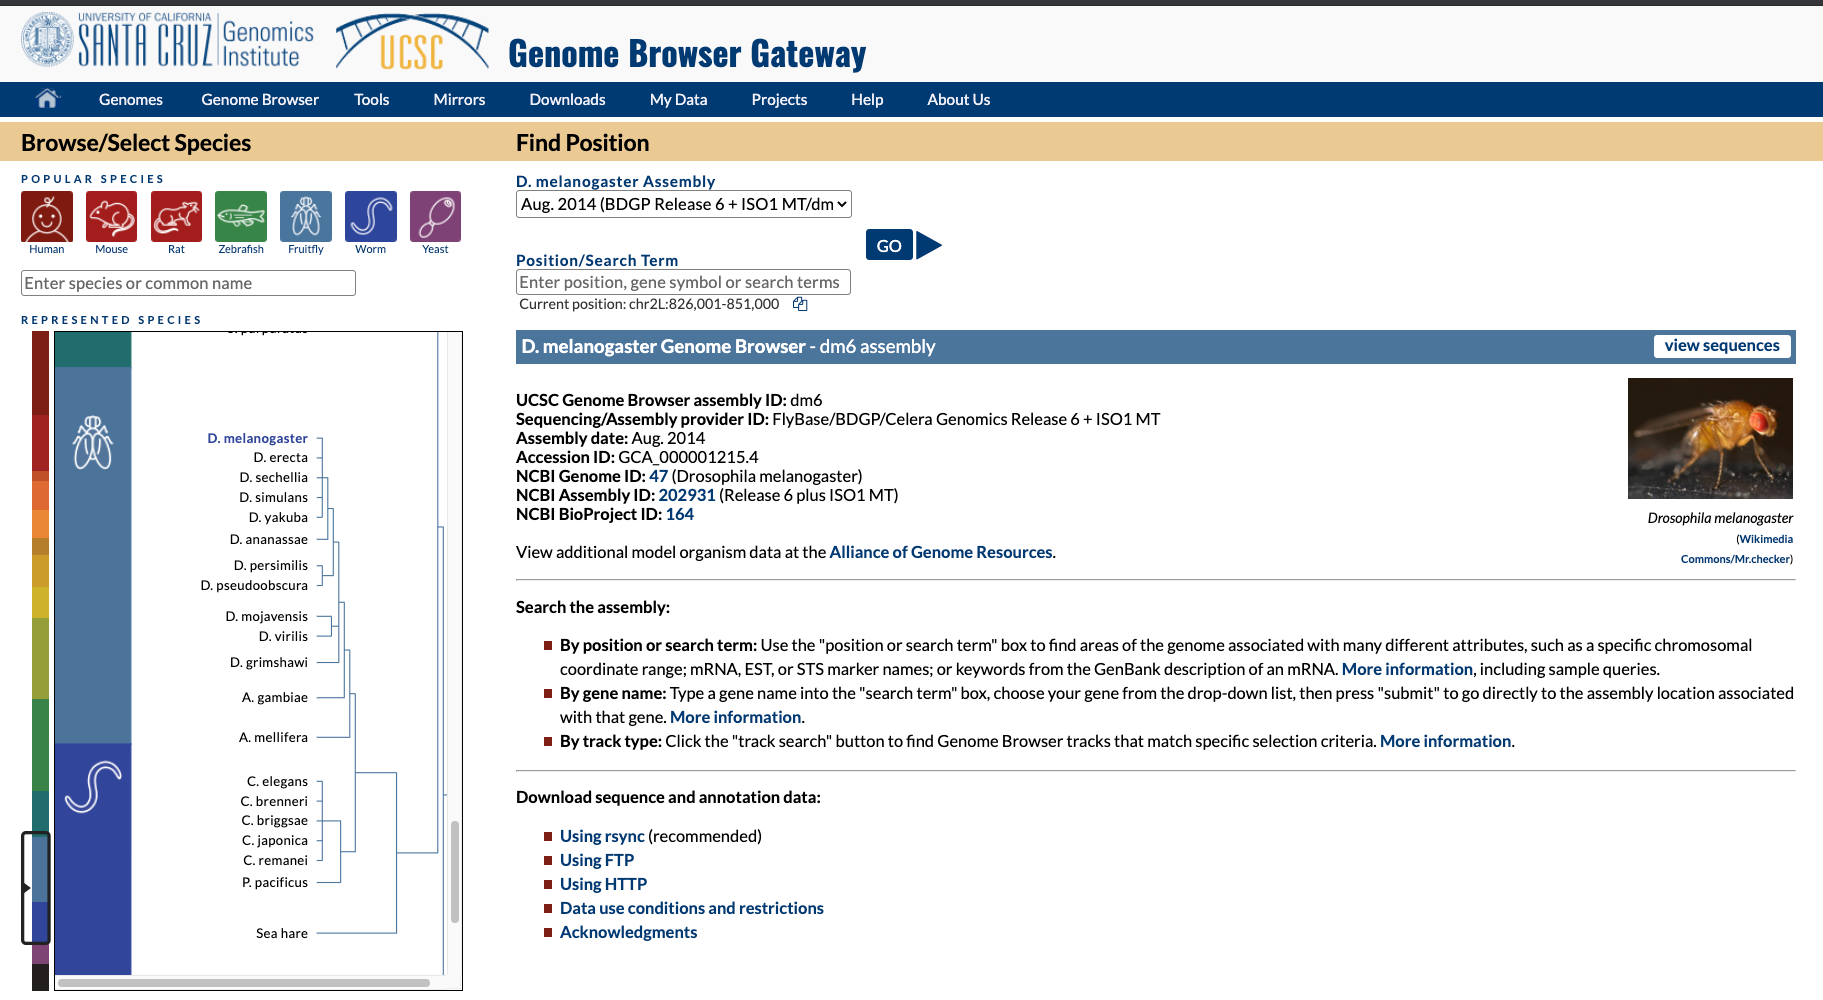 UNIVERSITY OF CALIFORNIA
SANTA CRUZ
Genomics
Institute
UCSC
Genome Browser Gateway
Genomes
Genome Browser
Tools
Mirrors
Downloads
My Data
Projects
Help
About Us
Browse/Select Species
POPULAR SPECIES
Human
Mouse
Rat
Zebrafish
Fruitfly
Worm
Yeast
Enter species or common name
REPRESENTED SPECIES
D. melanogaster
D. erecta
D. sechellia
D. simulans
D. yakuba
D. ananassae
D. persimilis
D. pseudoobscura
D. mojavensis
D. virilis
D. grimshawi
A. gambiae
A. mellifera
C. elegans
C. brenneri
C. briggsae
C. japonica
C. remanei
P. pacificus
Sea hare
Find Position
D. melanogaster Assembly
Aug. 2014 (BDGP Release 6 + ISO1 MT/dm
GO
Position/Search Term
Enter position, gene symbol or search terms
Current position: chr2L:826,001-851,000
D. melanogaster Genome Browser - dm6 assembly
view sequences
UCSC Genome Browser assembly ID: dm6
Sequencing/Assembly provider ID: FlyBase/BDGP/Celera Genomics Release 6 + ISO1 MT
Assembly date: Aug. 2014
Accession ID: GCA_000001215.4
NCBI Genome ID: 47 (Drosophila melanogaster)
NCBI Assembly ID: 202931 (Release 6 plus ISO1 MT)
NCBI BioProject ID: 164
Drosophila melanogaster
(Wikimedia
Commons/Mr.checker)
View additional model organism data at the Alliance of Genome Resources.
Search the assembly:
By position or search term: Use the "position or search term" box to find areas of the genome associated with many different attributes, such as a specific chromosomal
coordinate range; mRNA, EST, or STS marker names; or keywords from the GenBank description of an mRNA. More information, including sample queries.
By gene name: Type a gene name into the "search term" box, choose your gene from the drop-down list, then press "submit" to go directly to the assembly location associated
with that gene. More information.
By track type: Click the "track search" button to find Genome Browser tracks that match specific selection criteria. More information.
Download sequence and annotation data:
Using rsync (recommended)
Using FTP
Using HTTP
Data use conditions and restrictions
Acknowledgments